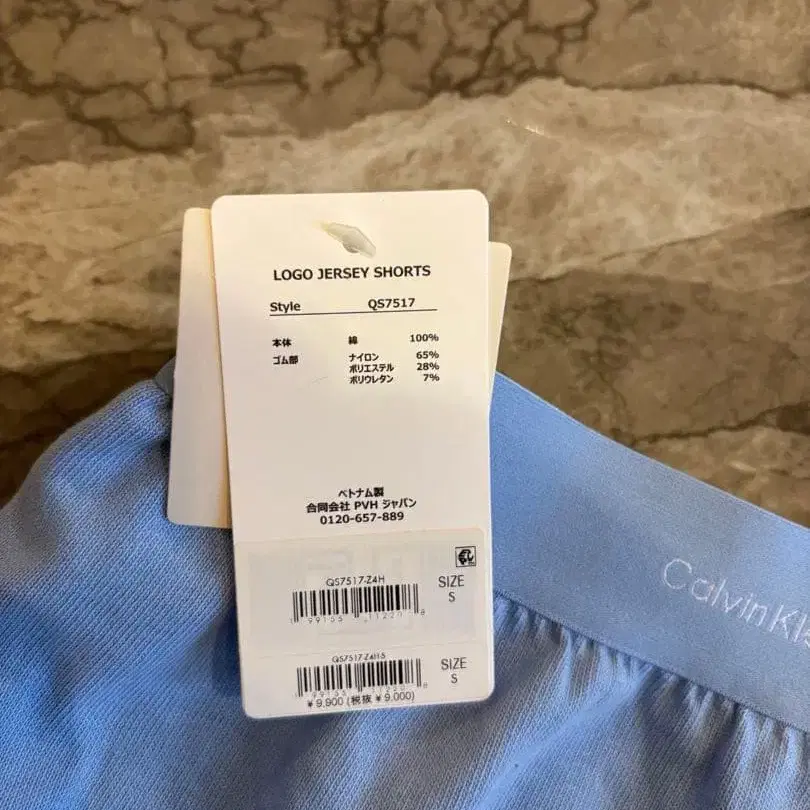 LOGO JERSEY SHORTS
Style QS7517
本体 綿 100%
ゴム部 ナイロン 65%
ポリエステル 28%
ポリウレタン 7%
ベトナム製
合同会社 PVH ジャパン
0120-657-889
QS7517-Z4H
SIZE
S
QS7517-Z4H-S
SIZE
S
¥ 9,900 (税抜 ¥ 9,000)
Calvin Kl